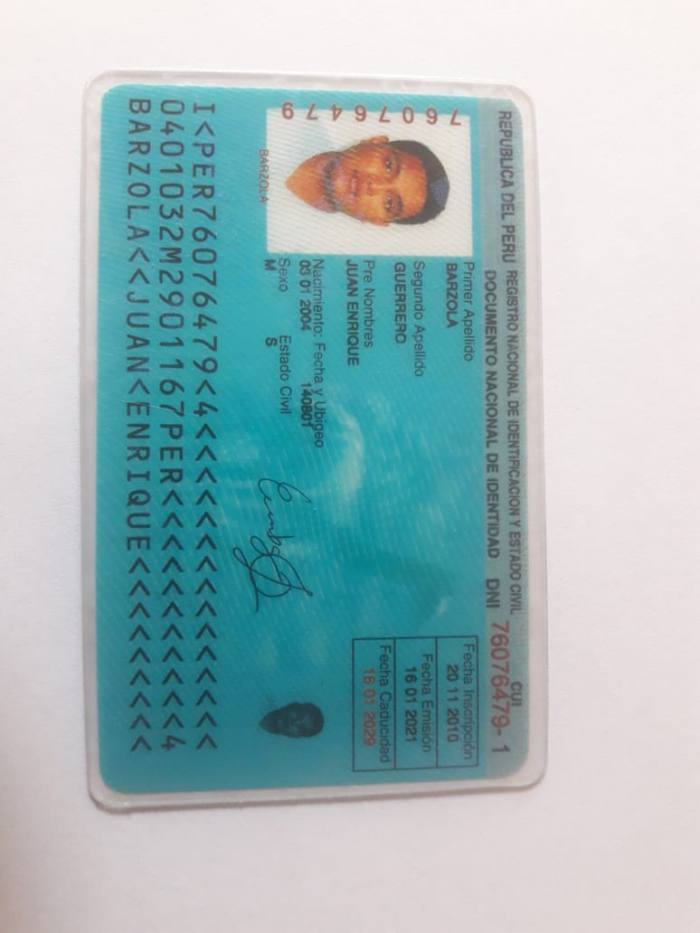 REPUBLICA DEL PERU REGISTRO NACIONAL DE IDENTIFICACION Y ESTADO CIVIL
DOCUMENTO NACIONAL DE IDENTIDAD DNI 76076479-1
CUI
76076479
BARZOLA
Primer Apellido
BARZOLA
Segundo Apellido
GUERRERO
Pre Nombres
JUAN ENRIQUE
Nacimiento: Fecha y Ubigeo
03 01 2004 140801
Sexo Estado Civil
M S
Fecha Inscripción
20 11 2010
Fecha Emisión
16 01 2021
Fecha Caducidad
16 01 2029
I<PER76076479<4<<<<<<<<<<<<<<<
0401032M2901167PER<<<<<<<<<<<4
BARZOLA<<JUAN<ENRIQUE<<<<<<<<<